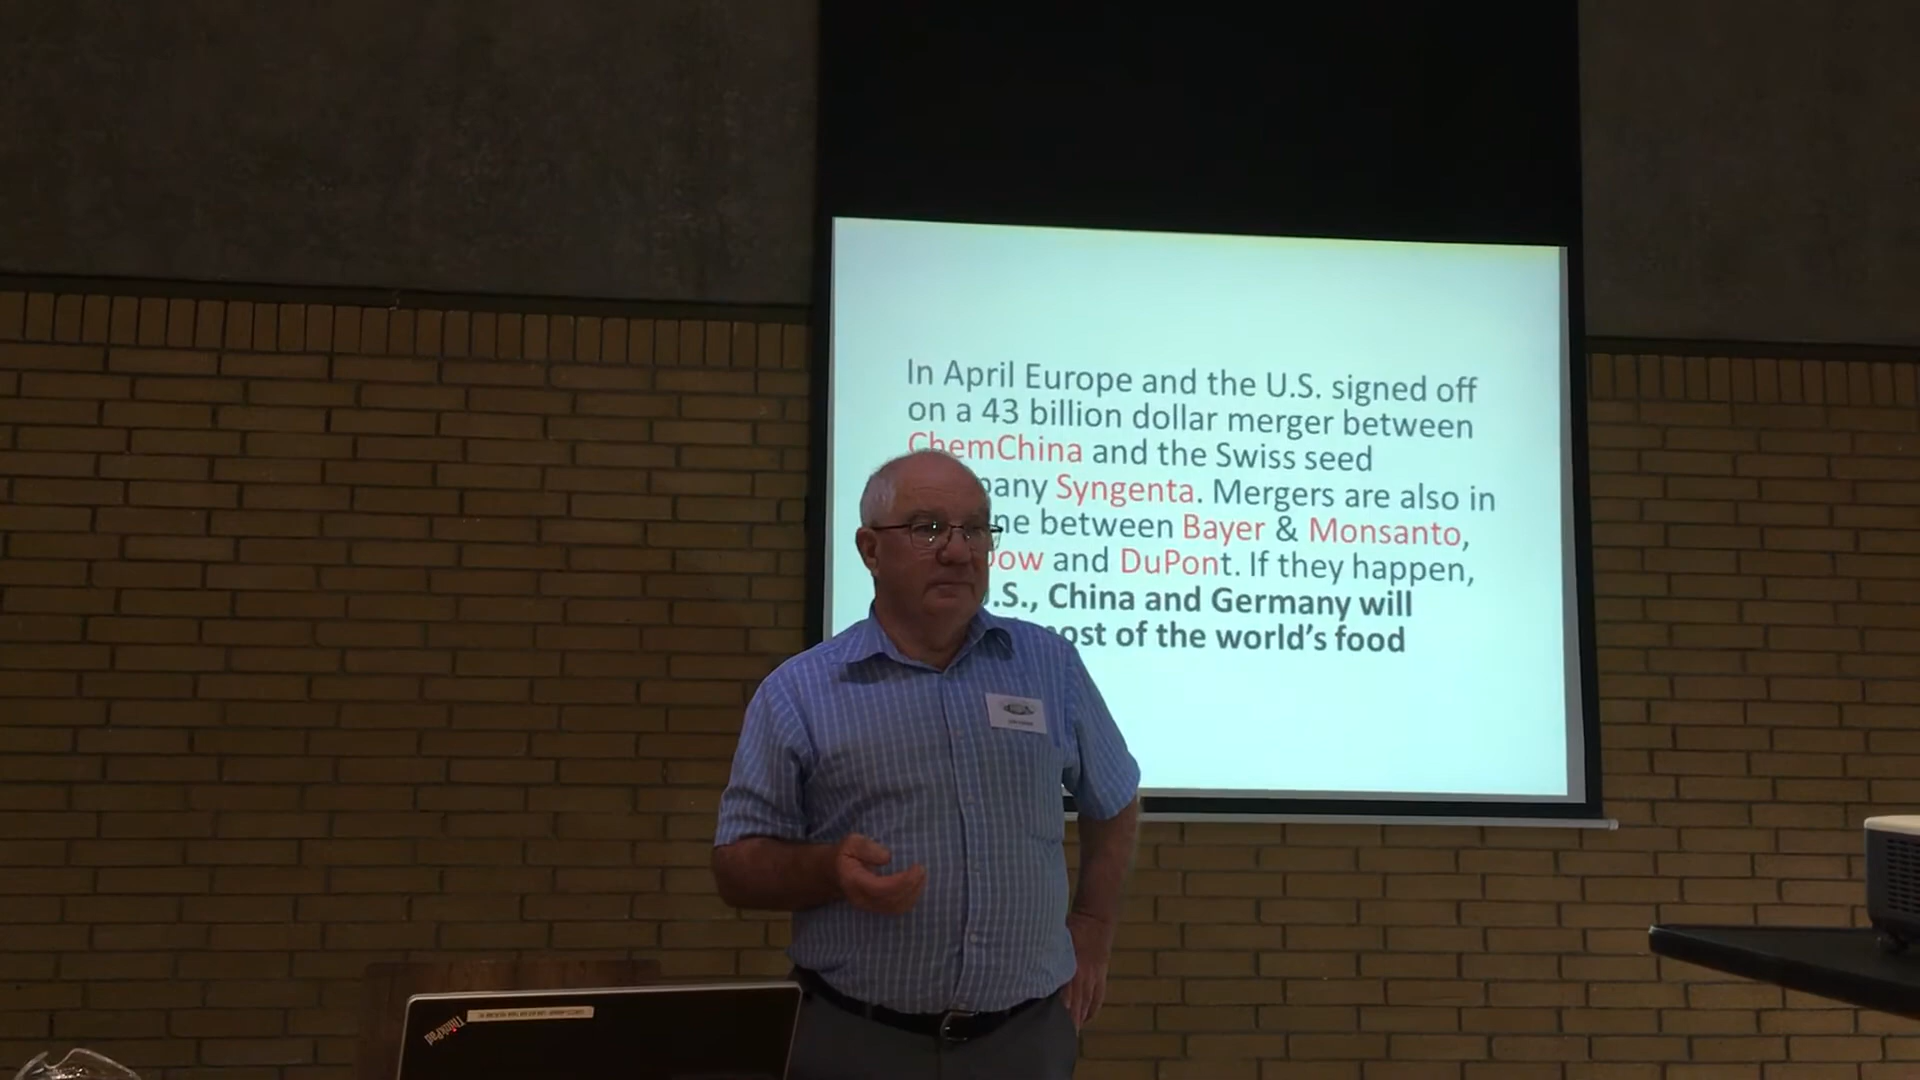 In April Europe and the U.S. signed off
on a 43 billion dollar merger between
ChemChina and the Swiss seed
pany Syngenta. Mergers are also in
ne between Bayer & Monsanto,
Dow and DuPont. If they happen,
.S., China and Germany will
ost of the world's food
ThinkPad